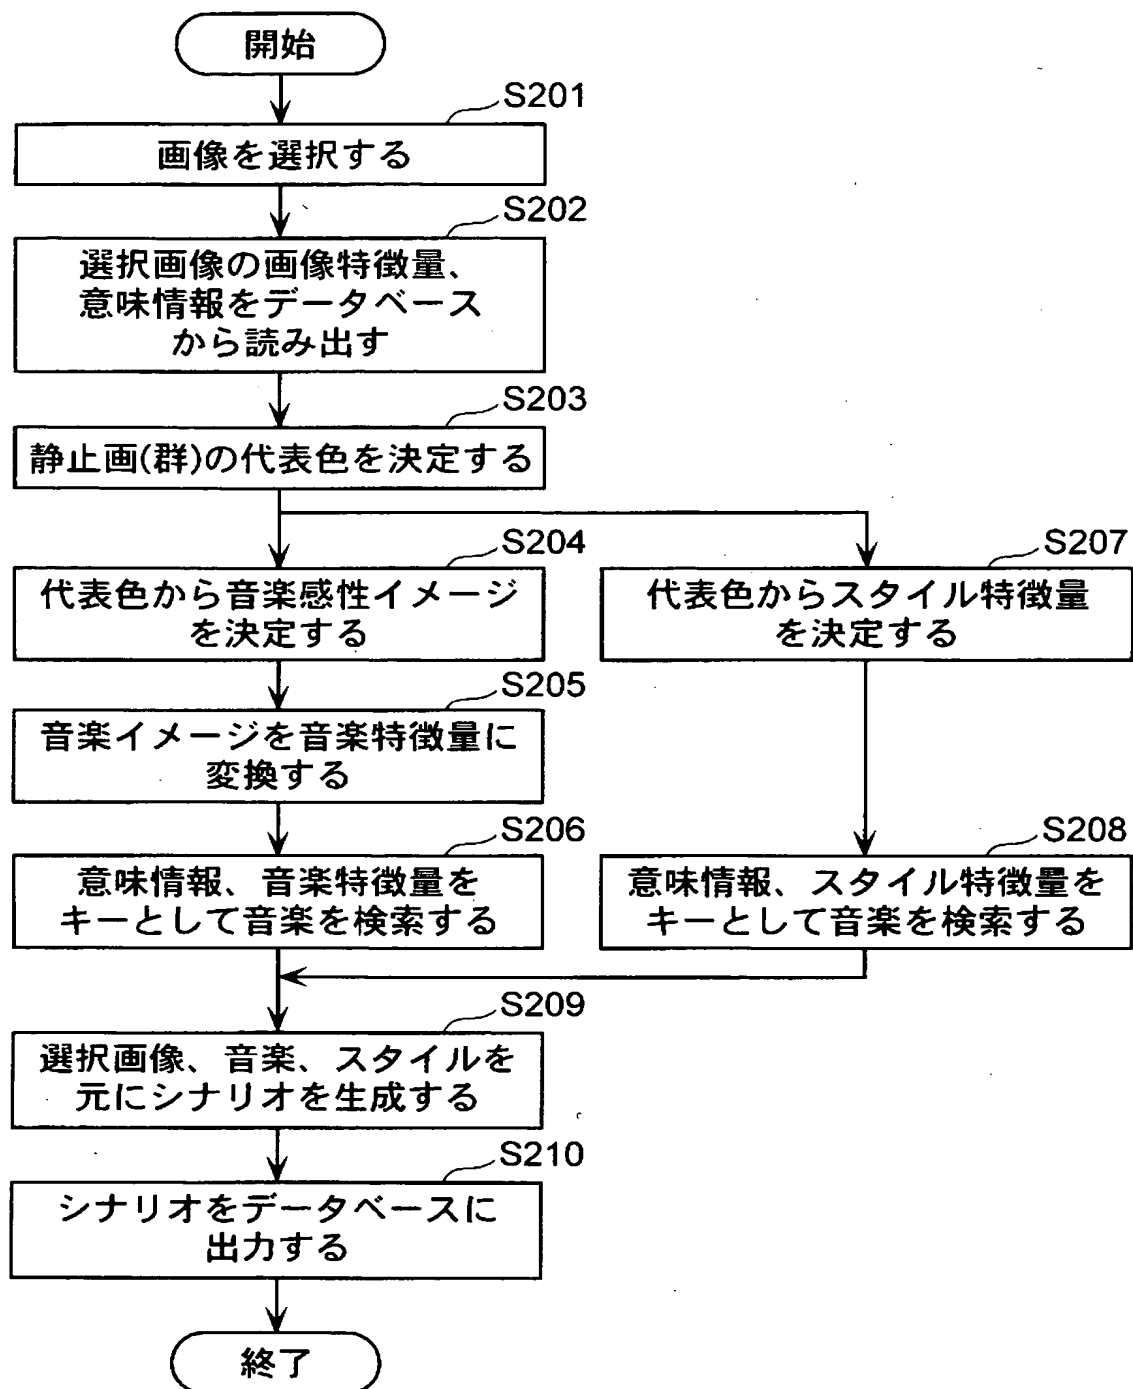 開始
S201
画像を選択する
S202
選択画像の画像特徴量、
意味情報をデータベース
から読み出す
S203
静止画(群)の代表色を決定する
S204
代表色から音楽感性イメージ
を決定する
S207
代表色からスタイル特徴量
を決定する
S205
音楽イメージを音楽特徴量に
変換する
S206
意味情報、音楽特徴量を
キーとして音楽を検索する
S208
意味情報、スタイル特徴量を
キーとして音楽を検索する
S209
選択画像、音楽、スタイルを
元にシナリオを生成する
S210
シナリオをデータベースに
出力する
終了